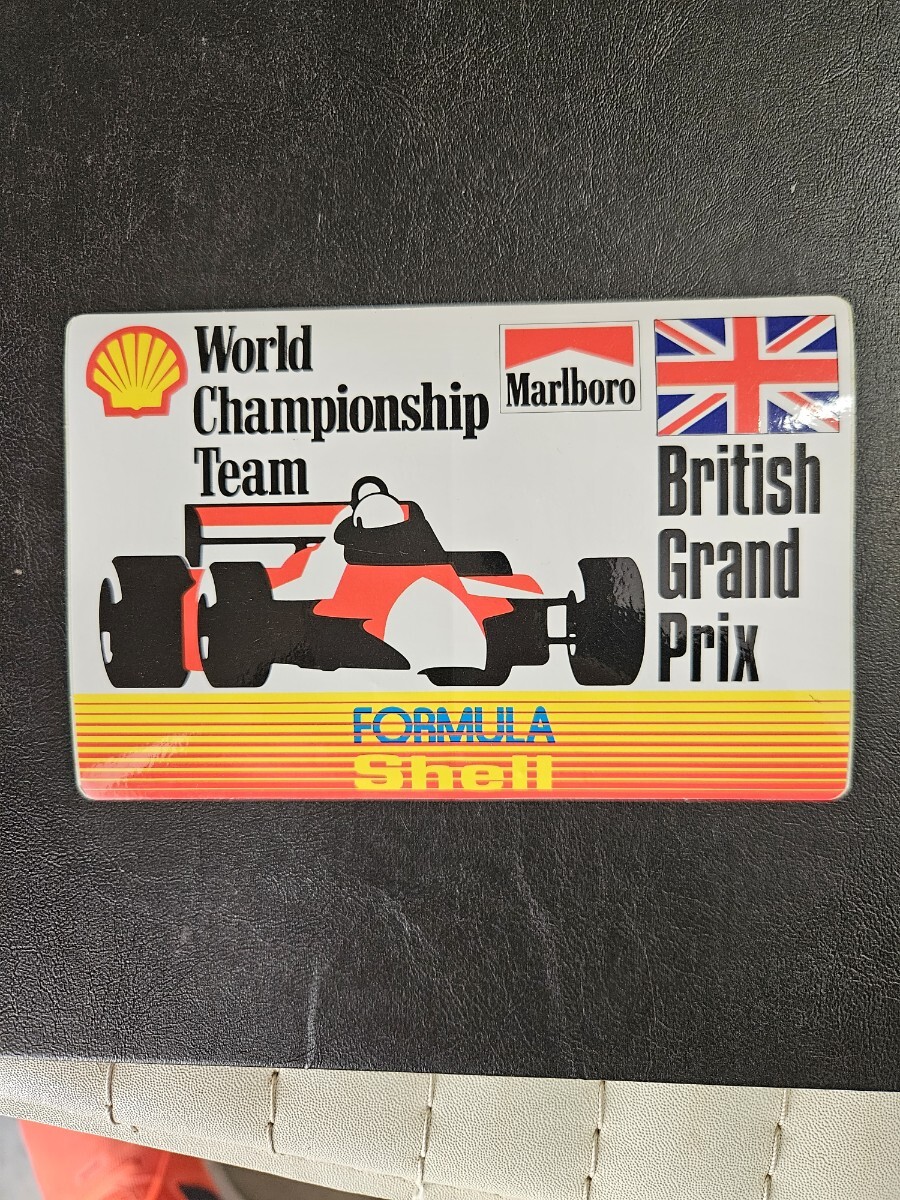 World
Championship
Team
Marlboro
British
Grand
Prix
FORMULA
Shell